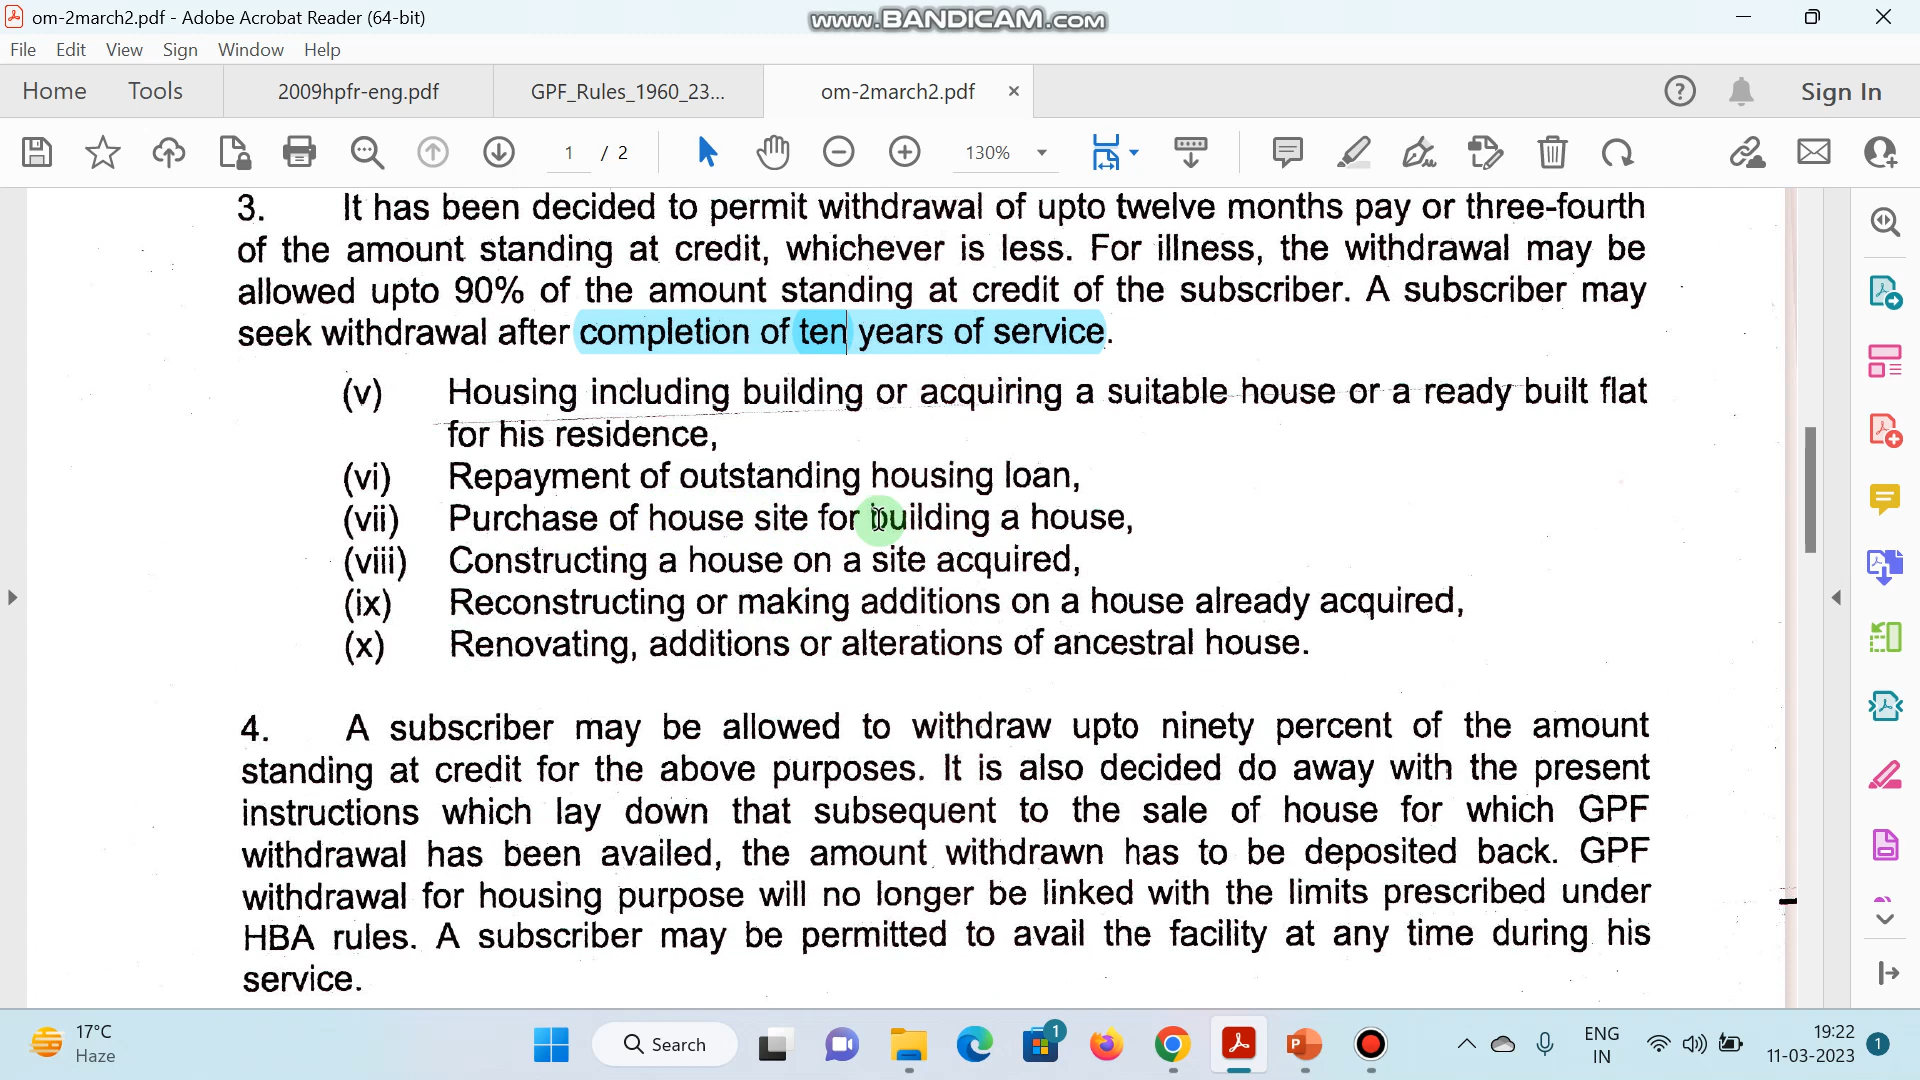 om-2march2.pdf - Adobe Acrobat Reader (64-bit)
www.BANDICAM.com
File Edit View Sign Window Help
Home Tools 2009hpfr-eng.pdf GPF_Rules_1960_23... om-2march2.pdf × Sign In
1 / 2 130%
3. It has been decided to permit withdrawal of upto twelve months pay or three-fourth
of the amount standing at credit, whichever is less. For illness, the withdrawal may be
allowed upto 90% of the amount standing at credit of the subscriber. A subscriber may
seek withdrawal after completion of ten years of service.
(v) Housing including building or acquiring a suitable house or a ready built flat
for his residence,
(vi) Repayment of outstanding housing loan,
(vii) Purchase of house site for building a house,
(viii) Constructing a house on a site acquired,
(ix) Reconstructing or making additions on a house already acquired,
(x) Renovating, additions or alterations of ancestral house.
4. A subscriber may be allowed to withdraw upto ninety percent of the amount
standing at credit for the above purposes. It is also decided do away with the present
instructions which lay down that subsequent to the sale of house for which GPF
withdrawal has been availed, the amount withdrawn has to be deposited back. GPF
withdrawal for housing purpose will no longer be linked with the limits prescribed under
HBA rules. A subscriber may be permitted to avail the facility at any time during his
service.
17°C
Haze
Search
1
ENG
IN
19:22
11-03-2023
1